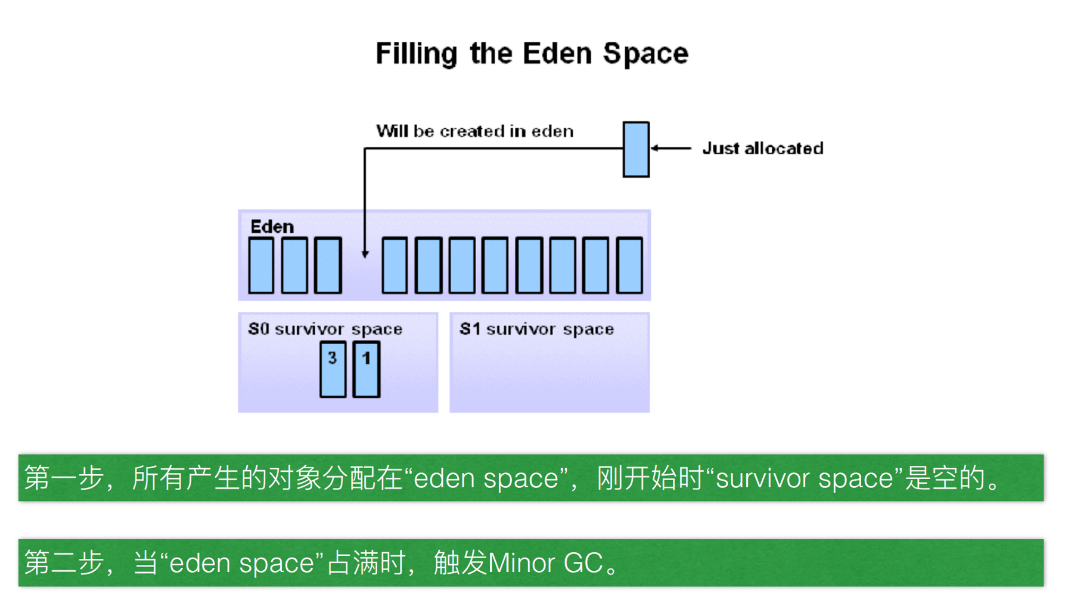 Filling the Eden Space
Will be created in eden
Just allocated
Eden
S0 survivor space
S1 survivor space
3 1
第一步，所有产生的对象分配在“eden space”，刚开始时“survivor space”是空的。
第二步，当“eden space”占满时，触发Minor GC。